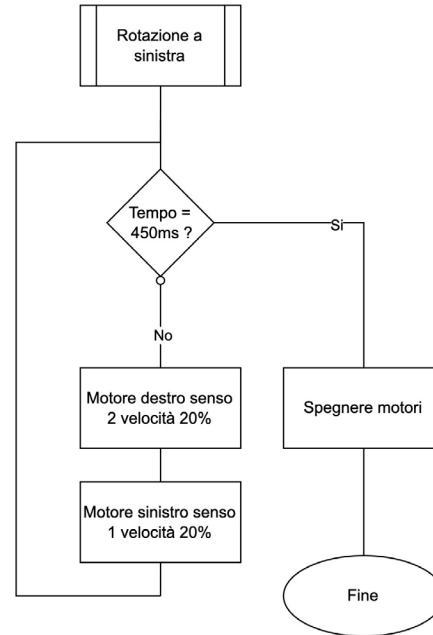 Rotazione a
sinistra
Tempo =
450ms ?
Si
No
Motore destro senso
2 velocità 20%
Spegnere motori
Motore sinistro senso
1 velocità 20%
Fine